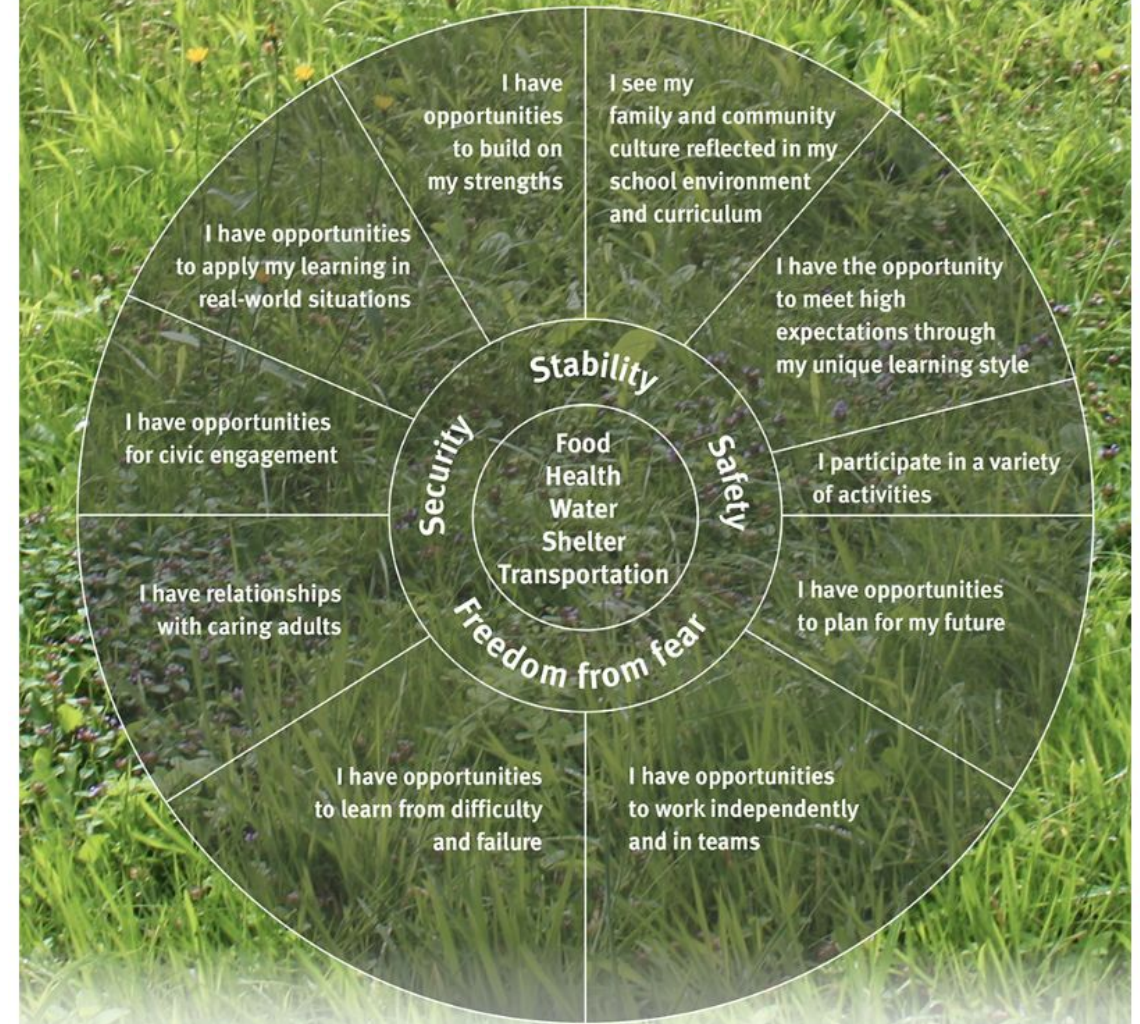 I have
opportunities
to build on
my strengths
I see my
family and community
culture reflected in my
school environment
and curriculum
I have the opportunity
to meet high
expectations through
my unique learning style
I participate in a variety
of activities
I have opportunities
to plan for my future
I have opportunities
to work independently
and in teams
I have opportunities
to learn from difficulty
and failure
I have relationships
with caring adults
I have opportunities
for civic engagement
I have opportunities
to apply my learning in
real-world situations
Stability
Safety
Freedom from fear
Security
Food
Health
Water
Shelter
Transportation